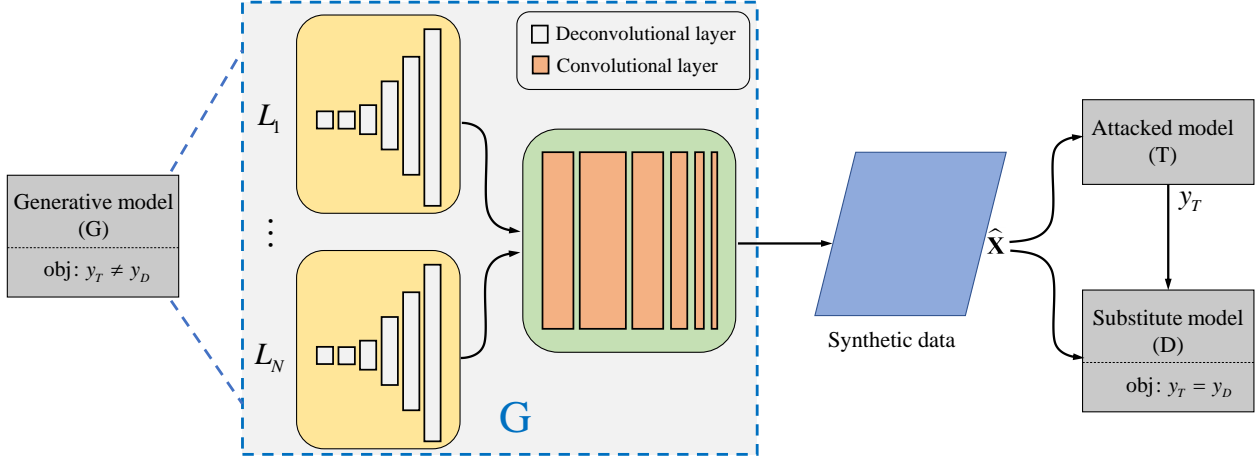 Generative model
(G)
obj: y_T ≠ y_D
L_1
⋮
L_N
Deconvolutional layer
Convolutional layer
G
Synthetic data
X̂
Attacked model
(T)
y_T
Substitute model
(D)
obj: y_T = y_D